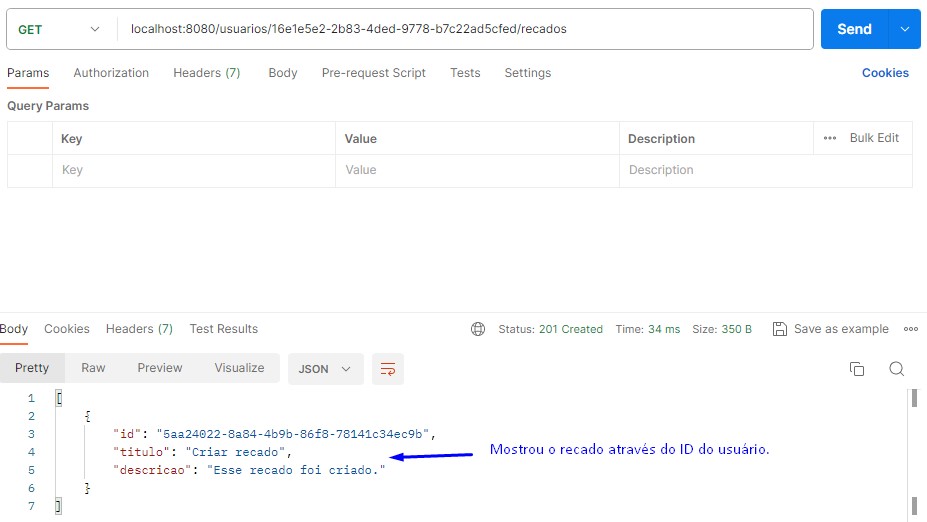 GET localhost:8080/usuarios/16e1e5e2-2b83-4ded-9778-b7c22ad5cfed/recados Send
Params Authorization Headers (7) Body Pre-request Script Tests Settings Cookies
Query Params
Key Value Description ••• Bulk Edit
Key Value Description
Body Cookies Headers (7) Test Results Status: 201 Created Time: 34 ms Size: 350 B Save as example •••
Pretty Raw Preview Visualize JSON
1 [
2 {
3 "id": "5aa24022-8a84-4b9b-86f8-78141c34ec9b",
4 "titulo": "Criar recado",
5 "descricao": "Esse recado foi criado."
6 }
7 ]
Mostrou o recado através do ID do usuário.